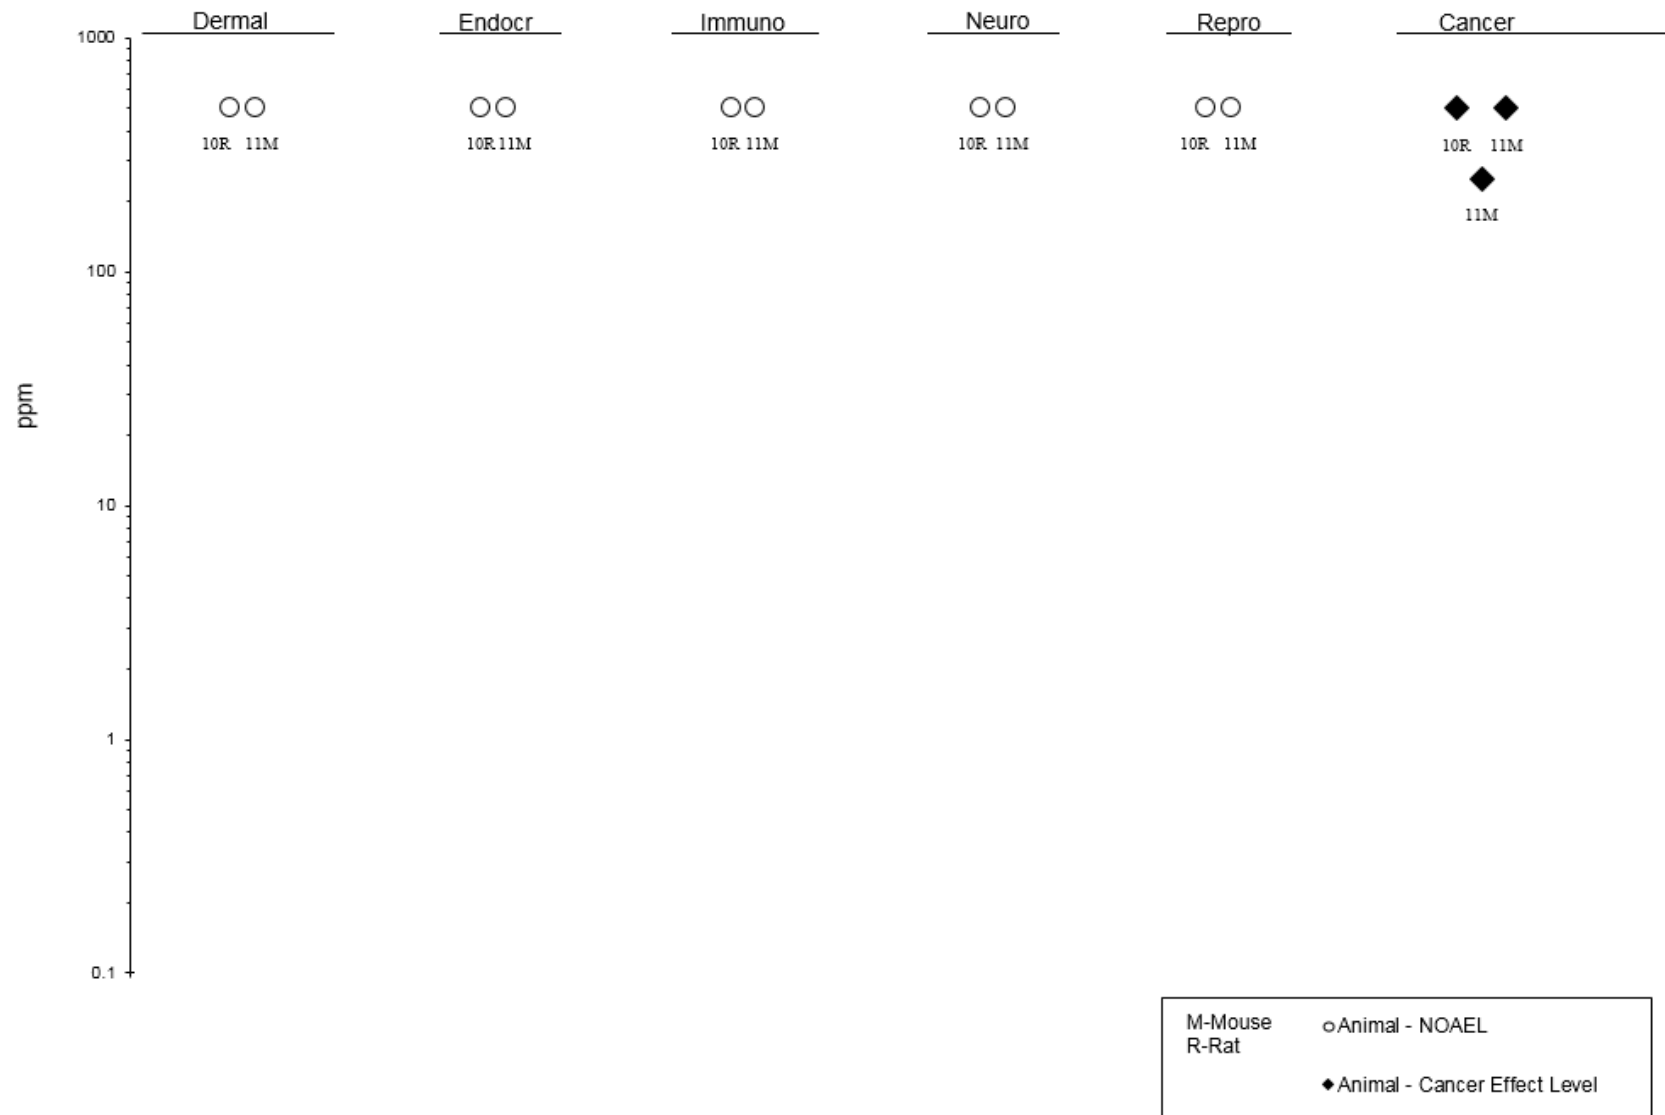 Dermal Endocr Immuno Neuro Repro Cancer
1000
10R 11M 10R 11M 10R 11M 10R 11M 10R 11M 10R 11M
11M
100
ppm
10
1
0.1
M-Mouse Animal - NOAEL
R-Rat
Animal - Cancer Effect Level